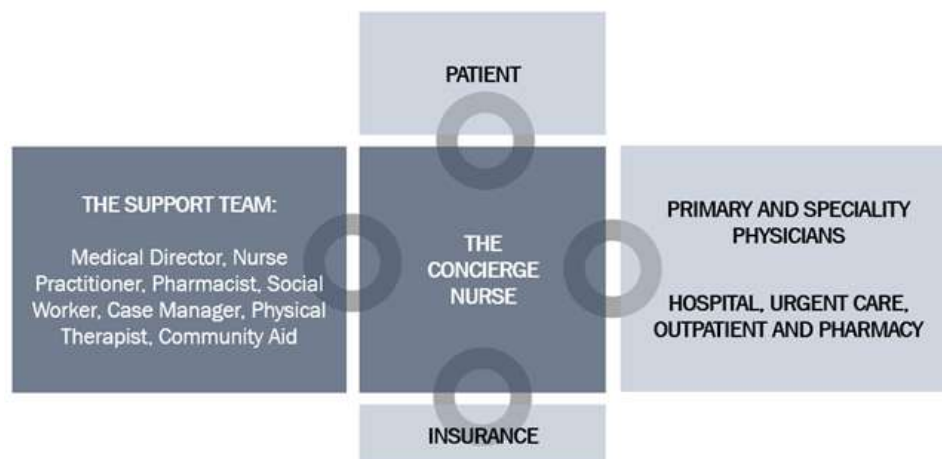 PATIENT
THE SUPPORT TEAM:
Medical Director, Nurse
Practitioner, Pharmacist, Social
Worker, Case Manager, Physical
Therapist, Community Aid
THE
CONCIERGE
NURSE
PRIMARY AND SPECIALITY
PHYSICIANS
HOSPITAL, URGENT CARE,
OUTPATIENT AND PHARMACY
INSURANCE